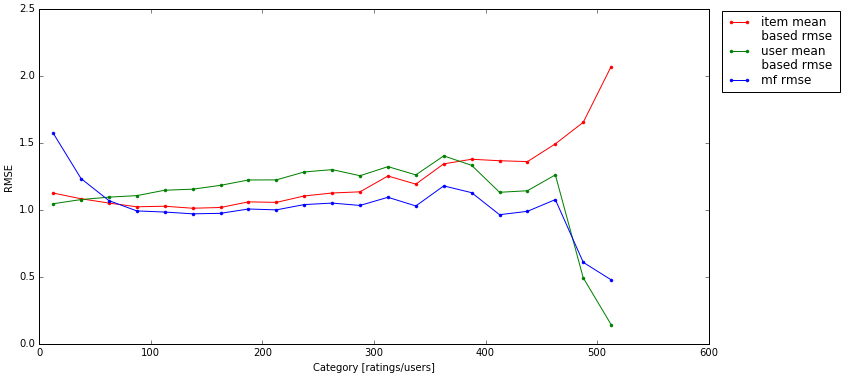 2.5
2.0
1.5
1.0
0.5
0.0
RMSE
0 100 200 300 400 500 600
Category [ratings/users]
item mean
based rmse
user mean
based rmse
mf rmse